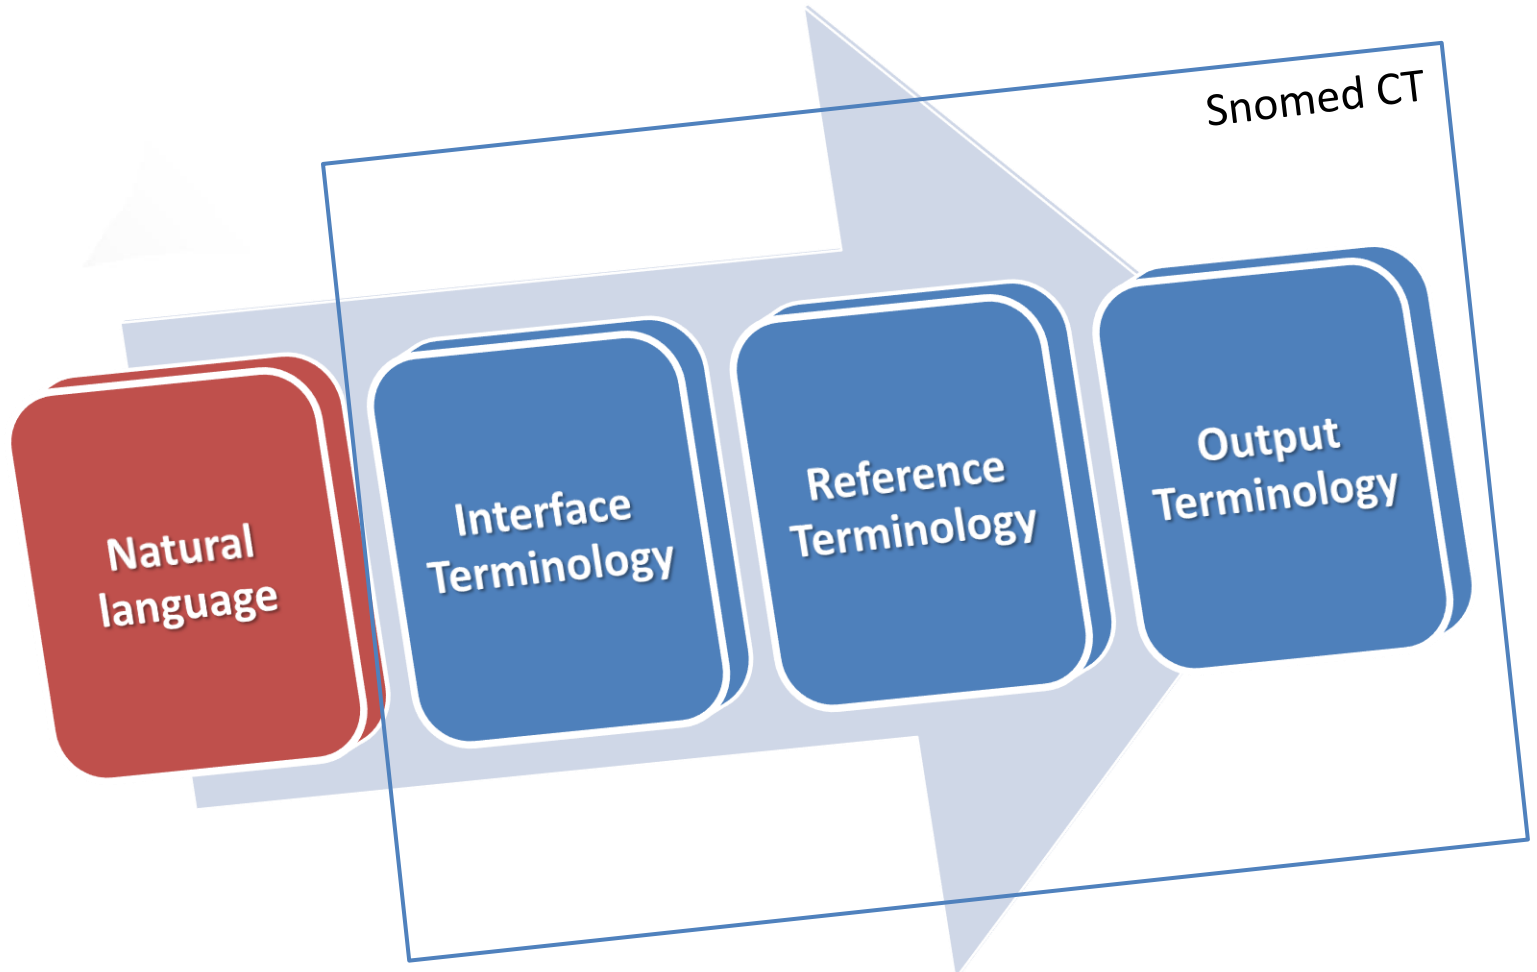 Snomed CT
Natural
language
Interface
Terminology
Reference
Terminology
Output
Terminology